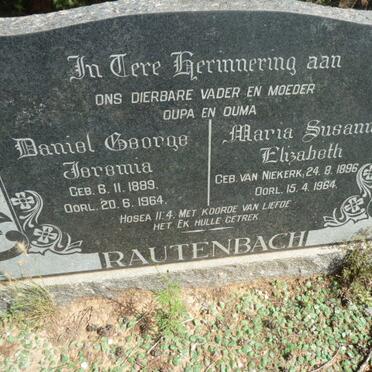 In Tere Herinnering aan
ONS DIERBARE VADER EN MOEDER
OUPA EN OUMA
Daniel George
Jeremia
GEB. 6. 11. 1889.
OORL. 20. 6. 1964.
Maria Susann
Elizabeth
GEB. VAN NIEKERK, 24. 8. 1896
OORL. 15. 4. 1964.
HOSEA 11:4. MET KOORDE VAN LIEFDE
HET EK HULLE GETREK
RAUTENBACH